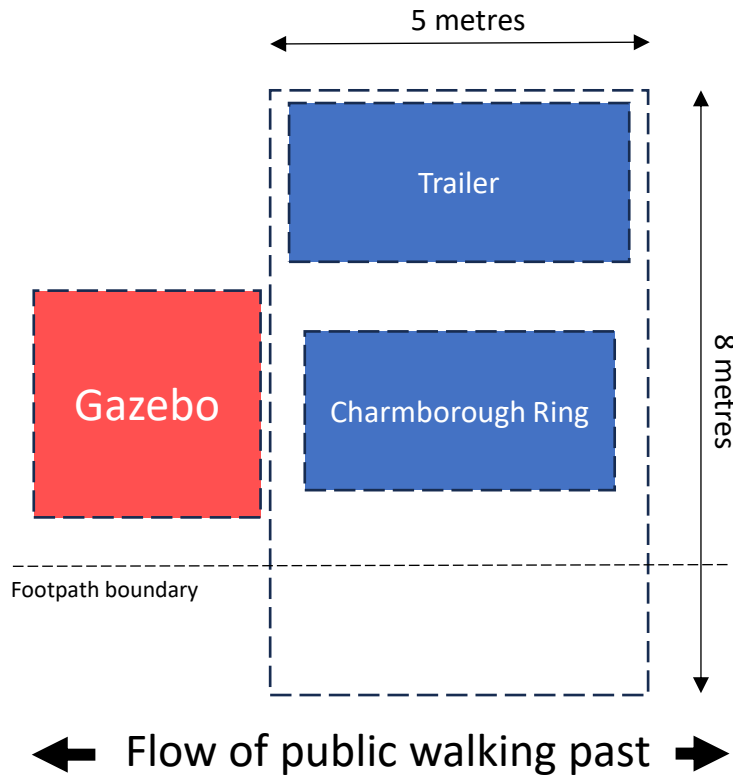 5 metres
Trailer
8 metres
Gazebo
Charmborough Ring
Footpath boundary
Flow of public walking past